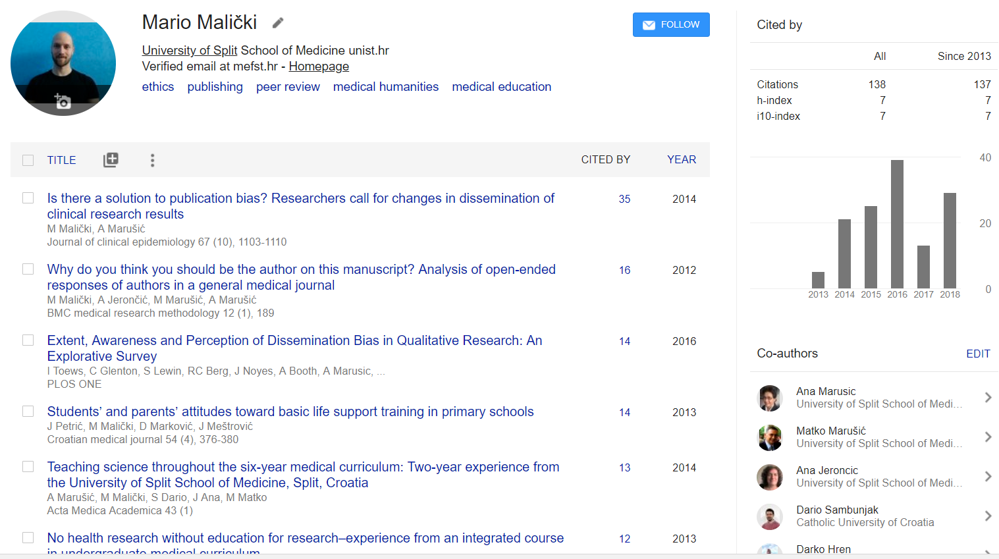 Mario Malički
FOLLOW
University of Split School of Medicine unist.hr
Verified email at mefst.hr - Homepage
ethics publishing peer review medical humanities medical education
TITLE CITED BY YEAR
Is there a solution to publication bias? Researchers call for changes in dissemination of 35 2014
clinical research results
M Malički, A Marušić
Journal of clinical epidemiology 67 (10), 1103-1110
Why do you think you should be the author on this manuscript? Analysis of open-ended 16 2012
responses of authors in a general medical journal
M Malički, A Jerončić, M Marušić, A Marušić
BMC medical research methodology 12 (1), 189
Extent, Awareness and Perception of Dissemination Bias in Qualitative Research: An 14 2016
Explorative Survey
I Toews, C Glenton, S Lewin, RC Berg, J Noyes, A Booth, A Marusic, ...
PLOS ONE
Students’ and parents’ attitudes toward basic life support training in primary schools 14 2013
J Petrić, M Malički, D Marković, J Meštrović
Croatian medical journal 54 (4), 376-380
Teaching science throughout the six-year medical curriculum: Two-year experience from 13 2014
the University of Split School of Medicine, Split, Croatia
A Marušić, M Malički, S Dario, J Ana, M Matko
Acta Medica Academica 43 (1)
No health research without education for research–experience from an integrated course 12 2013
in undergraduate medical curriculum
Cited by
All Since 2013
Citations 138 137
h-index 7 7
i10-index 7 7
40
20
0
2013 2014 2015 2016 2017 2018
Co-authors EDIT
Ana Marusic
University of Split School of Medi…
Matko Marušić
University of Split School of Medi…
Ana Jeroncic
University of Split School of Medi…
Dario Sambunjak
Catholic University of Croatia
Darko Hren